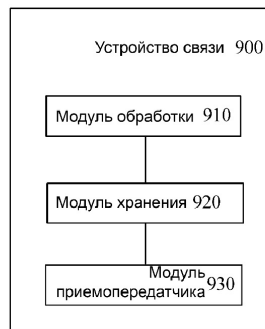 Устройство связи 900
Модуль обработки 910
Модуль хранения 920
Модуль
приемопередатчика 930